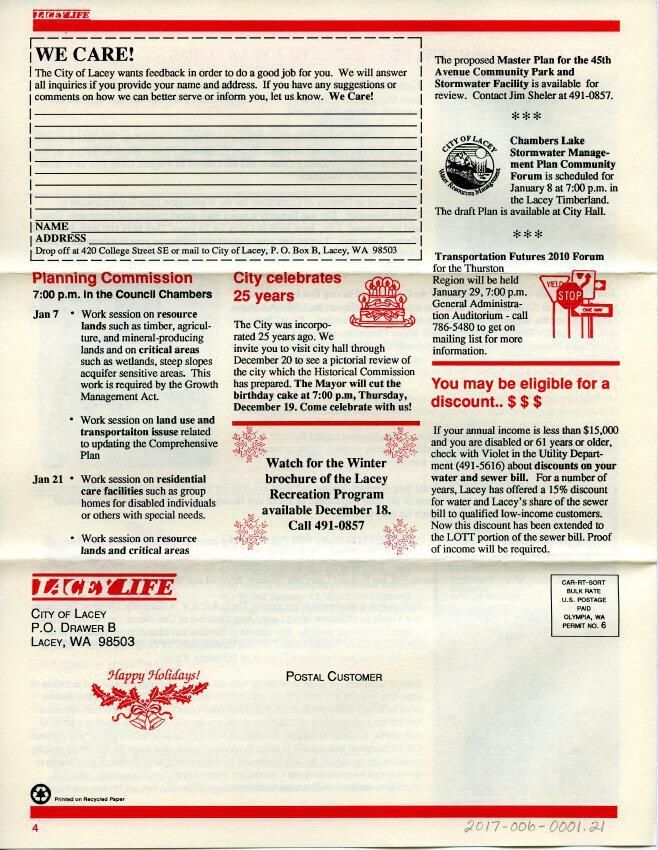 LACEY LIFE
WE CARE!
The City of Lacey wants feedback in order to do a good job for you. We will answer
all inquiries if you provide your name and address. If you have any suggestions or
comments on how we can better serve or inform you, let us know. We Care!
NAME
ADDRESS
Drop off at 420 College Street SE or mail to City of Lacey, P. O. Box B, Lacey, WA 98503
Planning Commission
7:00 p.m. In the Council Chambers
Jan 7 • Work session on resource
lands such as timber, agricul-
ture, and mineral-producing
lands and on critical areas
such as wetlands, steep slopes
acquifer sensitive areas. This
work is required by the Growth
Management Act.
• Work session on land use and
transportaiton issuse related
to updating the Comprehensive
Plan
Jan 21 • Work session on residential
care facilities such as group
homes for disabled individuals
or others with special needs.
• Work session on resource
lands and critical areas
City celebrates
25 years
The City was incorpo-
rated 25 years ago. We
invite you to visit city hall through
December 20 to see a pictorial review of
the city which the Historical Commission
has prepared. The Mayor will cut the
birthday cake at 7:00 p.m, Thursday,
December 19. Come celebrate with us!
Watch for the Winter
brochure of the Lacey
Recreation Program
available December 18.
Call 491-0857
The proposed Master Plan for the 45th
Avenue Community Park and
Stormwater Facility is available for
review. Contact Jim Sheler at 491-0857.
***
CITY OF LACEY
Water Resources Management
Chambers Lake
Stormwater Manage-
ment Plan Community
Forum is scheduled for
January 8 at 7:00 p.m. in
the Lacey Timberland.
The draft Plan is available at City Hall.
***
Transportation Futures 2010 Forum
for the Thurston
Region will be held
January 29, 7:00 p.m.
General Administra-
tion Auditorium - call
786-5480 to get on
mailing list for more
information.
YIELD
STOP
ONE WAY
You may be eligible for a
discount.. $ $ $
If your annual income is less than $15,000
and you are disabled or 61 years or older,
check with Violet in the Utility Depart-
ment (491-5616) about discounts on your
water and sewer bill. For a number of
years, Lacey has offered a 15% discount
for water and Lacey's share of the sewer
bill to qualified low-income customers.
Now this discount has been extended to
the LOTT portion of the sewer bill. Proof
of income will be required.
LACEY LIFE
CITY OF LACEY
P.O. DRAWER B
LACEY, WA 98503
CAR-RT-SORT
BULK RATE
U.S. POSTAGE
PAID
OLYMPIA, WA
PERMIT NO. 6
Happy Holidays!
POSTAL CUSTOMER
Printed on Recycled Paper
4
2017-006-0001.21